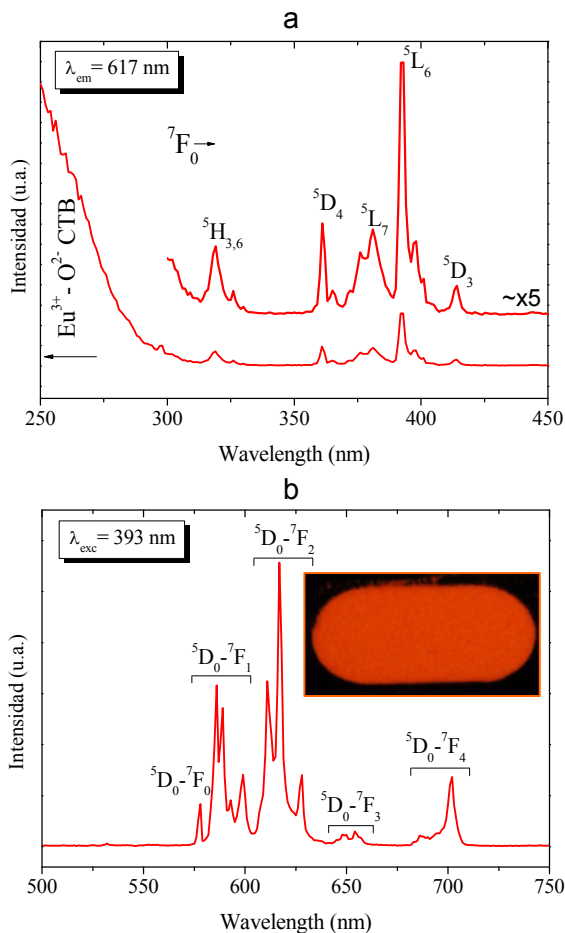 a
λem= 617 nm
5L6
7F0
5D4
5L7
5H3,6
5D3
~x5
Eu3+- O2- CTB
Intensidad (u.a.)
250 300 350 400 450
Wavelength (nm)
b
λexc= 393 nm
5D0-7F2
5D0-7F1
5D0-7F4
5D0-7F0
5D0-7F3
Intensidad (u.a.)
500 550 600 650 700 750
Wavelength (nm)